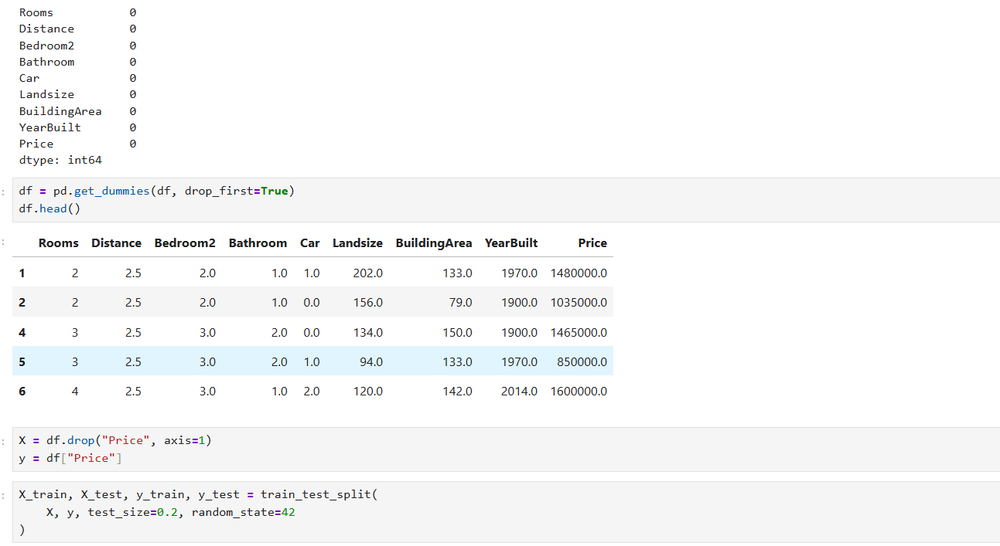 Rooms 0
Distance 0
Bedroom2 0
Bathroom 0
Car 0
Landsize 0
BuildingArea 0
YearBuilt 0
Price 0
dtype: int64
: df = pd.get_dummies(df, drop_first=True)
df.head()
: Rooms Distance Bedroom2 Bathroom Car Landsize BuildingArea YearBuilt Price
1 2 2.5 2.0 1.0 1.0 202.0 133.0 1970.0 1480000.0
2 2 2.5 2.0 1.0 0.0 156.0 79.0 1900.0 1035000.0
4 3 2.5 3.0 2.0 0.0 134.0 150.0 1900.0 1465000.0
5 3 2.5 3.0 2.0 1.0 94.0 133.0 1970.0 850000.0
6 4 2.5 3.0 1.0 2.0 120.0 142.0 2014.0 1600000.0
: X = df.drop("Price", axis=1)
y = df["Price"]
: X_train, X_test, y_train, y_test = train_test_split(
    X, y, test_size=0.2, random_state=42
)